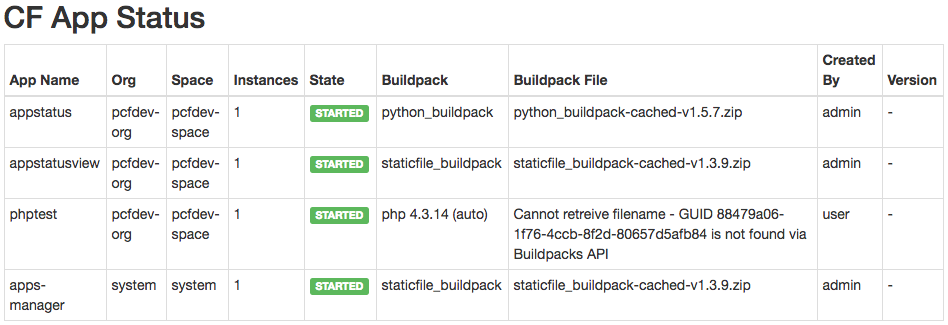 CF App Status
App Name Org Space Instances State Buildpack Buildpack File Created By Version
appstatus pcfdev-org pcfdev-space 1 STARTED python_buildpack python_buildpack-cached-v1.5.7.zip admin -
appstatusview pcfdev-org pcfdev-space 1 STARTED staticfile_buildpack staticfile_buildpack-cached-v1.3.9.zip admin -
phptest pcfdev-org pcfdev-space 1 STARTED php 4.3.14 (auto) Cannot retreive filename - GUID 88479a06-1f76-4ccb-8f2d-80657d5afb84 is not found via Buildpacks API user -
apps-manager system system 1 STARTED staticfile_buildpack staticfile_buildpack-cached-v1.3.9.zip admin -